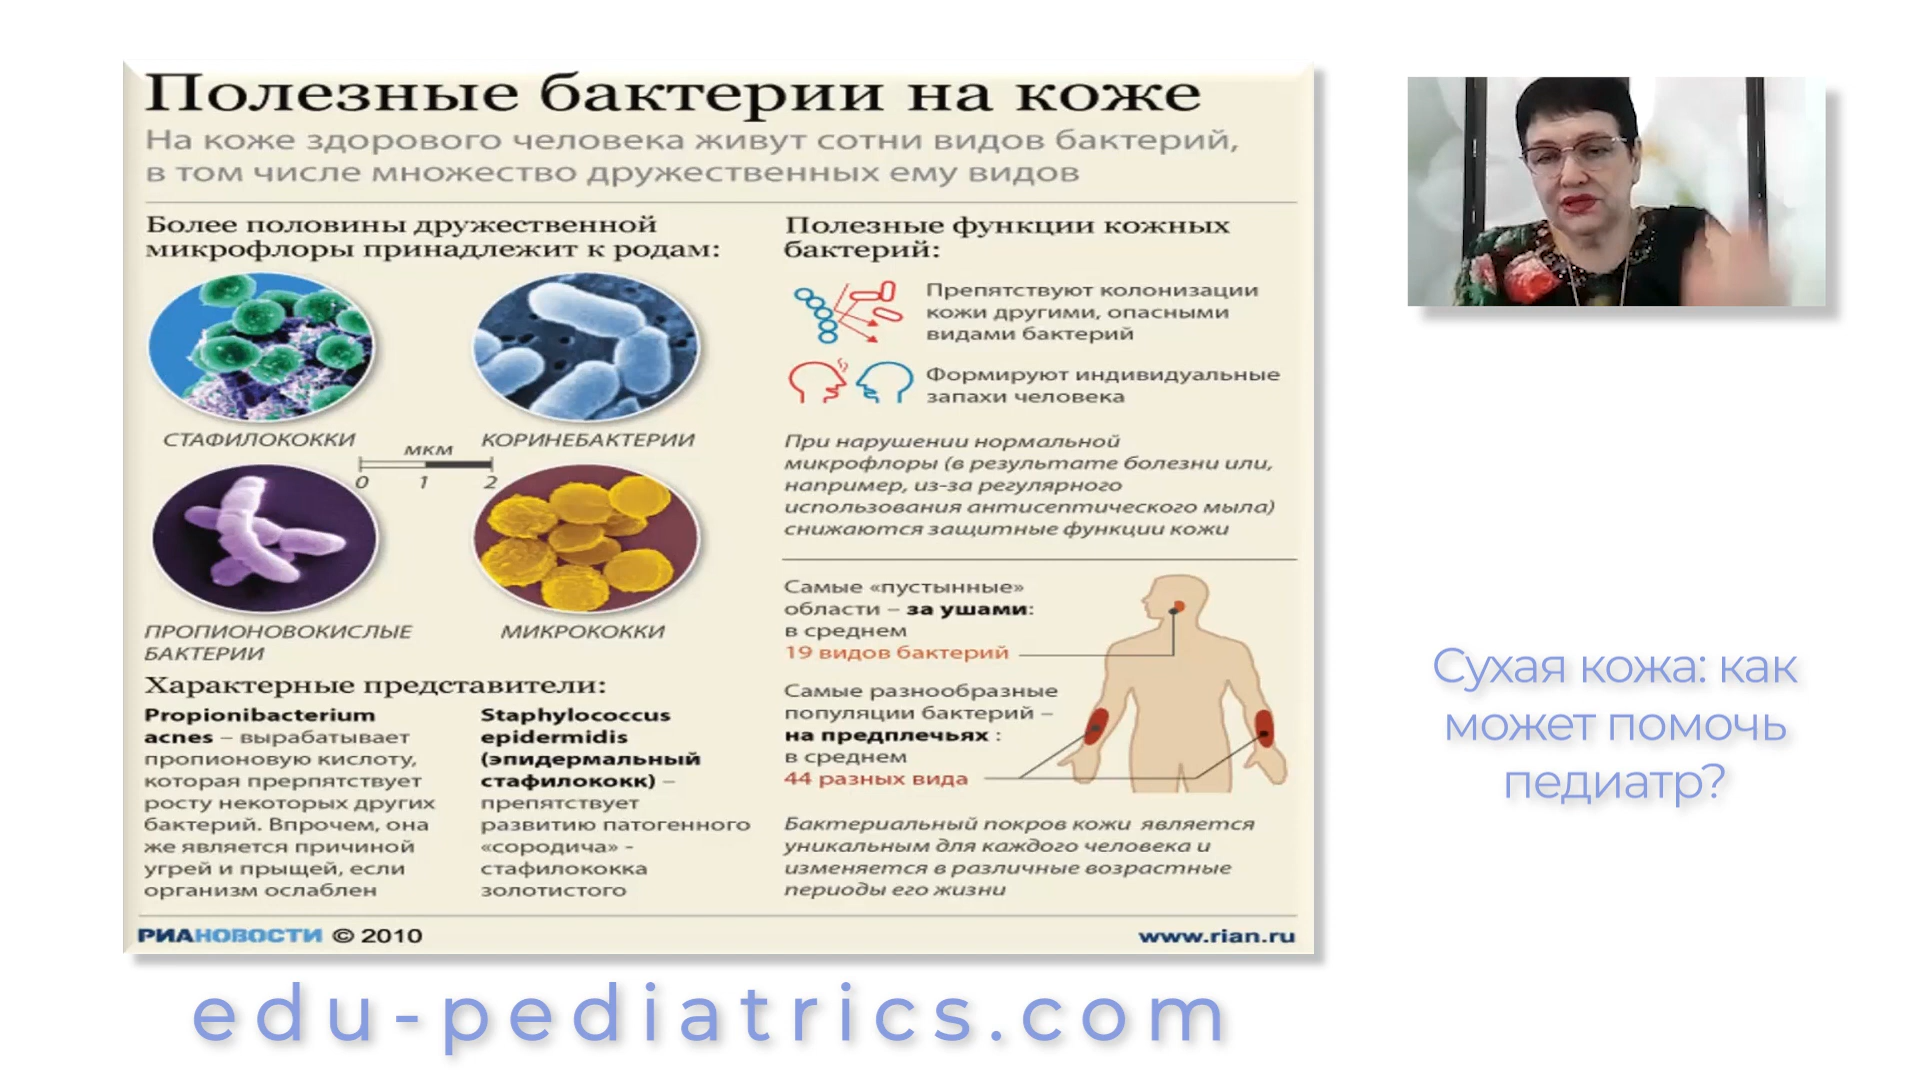 Полезные бактерии на коже
На коже здорового человека живут сотни видов бактерий,
в том числе множество дружественных ему видов
Более половины дружественной
микрофлоры принадлежит к родам:
СТАФИЛОКОККИ
КОРИНЕБАКТЕРИИ
мкм
0 1 2
ПРОПИОНОВОКИСЛЫЕ
БАКТЕРИИ
МИКРОКОККИ
Характерные представители:
Propionibacterium
acnes – вырабатывает
пропионовую кислоту,
которая прерпятствует
росту некоторых других
бактерий. Впрочем, она
же является причиной
угрей и прыщей, если
организм ослаблен
Staphylococcus
epidermidis
(эпидермальный
стафилококк) –
препятствует
развитию патогенного
«сородича» -
стафилококка
золотистого
Полезные функции кожных
бактерий:
Препятствуют колонизации
кожи другими, опасными
видами бактерий
Формируют индивидуальные
запахи человека
При нарушении нормальной
микрофлоры (в результате болезни или,
например, из-за регулярного
использования антисептического мыла)
снижаются защитные функции кожи
Самые «пустынные»
области – за ушами:
в среднем
19 видов бактерий
Самые разнообразные
популяции бактерий –
на предплечьях :
в среднем
44 разных вида
Бактериальный покров кожи является
уникальным для каждого человека и
изменяется в различные возрастные
периоды его жизни
РИАНОВОСТИ © 2010
www.rian.ru
Сухая кожа: как
может помочь
педиатр?
edu-pediatrics.com